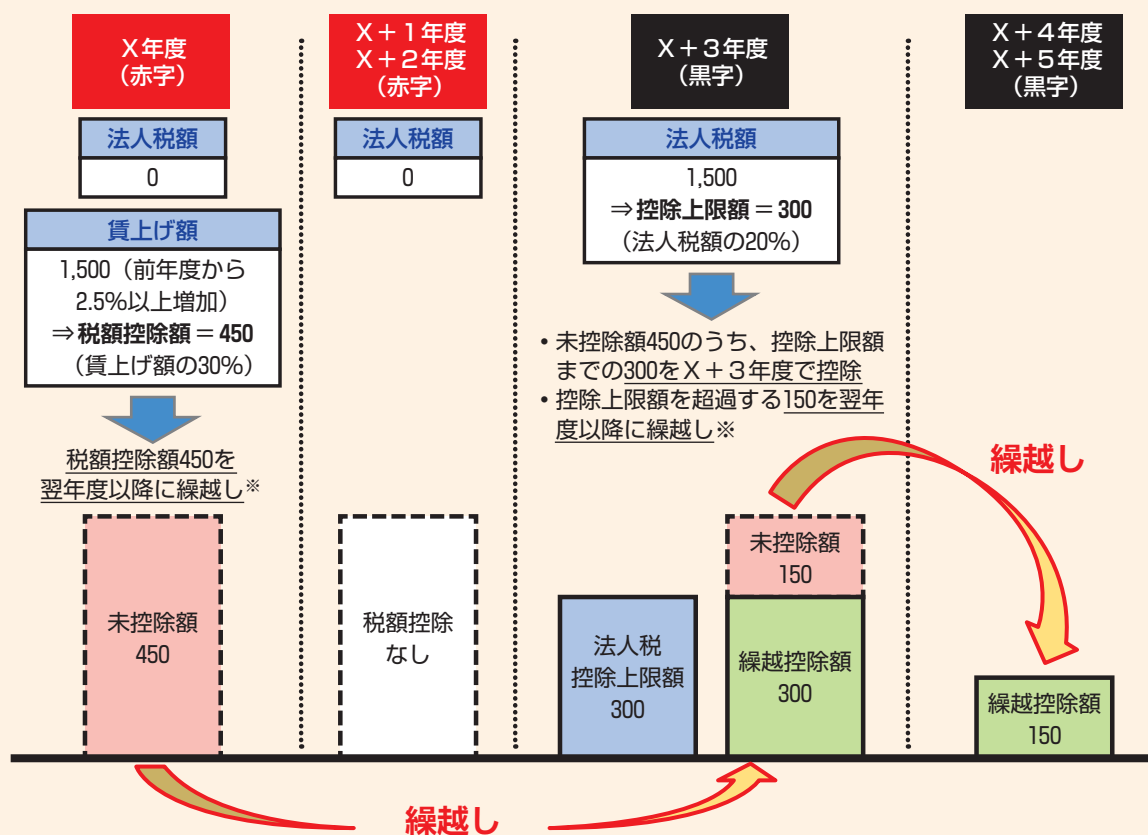 X年度
(赤字)
法人税額
0
賃上げ額
1,500（前年度から
2.5%以上増加）
⇒税額控除額＝450
（賃上げ額の30%）
税額控除額450を
翌年度以降に繰越し※
未控除額
450
X＋1年度
X＋2年度
(赤字)
法人税額
0
税額控除
なし
X＋3年度
(黒字)
法人税額
1,500
⇒控除上限額＝300
（法人税額の20%）
・未控除額450のうち、控除上限額
までの300をX＋3年度で控除
・控除上限額を超過する150を翌年
度以降に繰越し※
法人税
控除上限額
300
未控除額
150
繰越控除額
300
X＋4年度
X＋5年度
(黒字)
繰越し
繰越控除額
150
繰越し